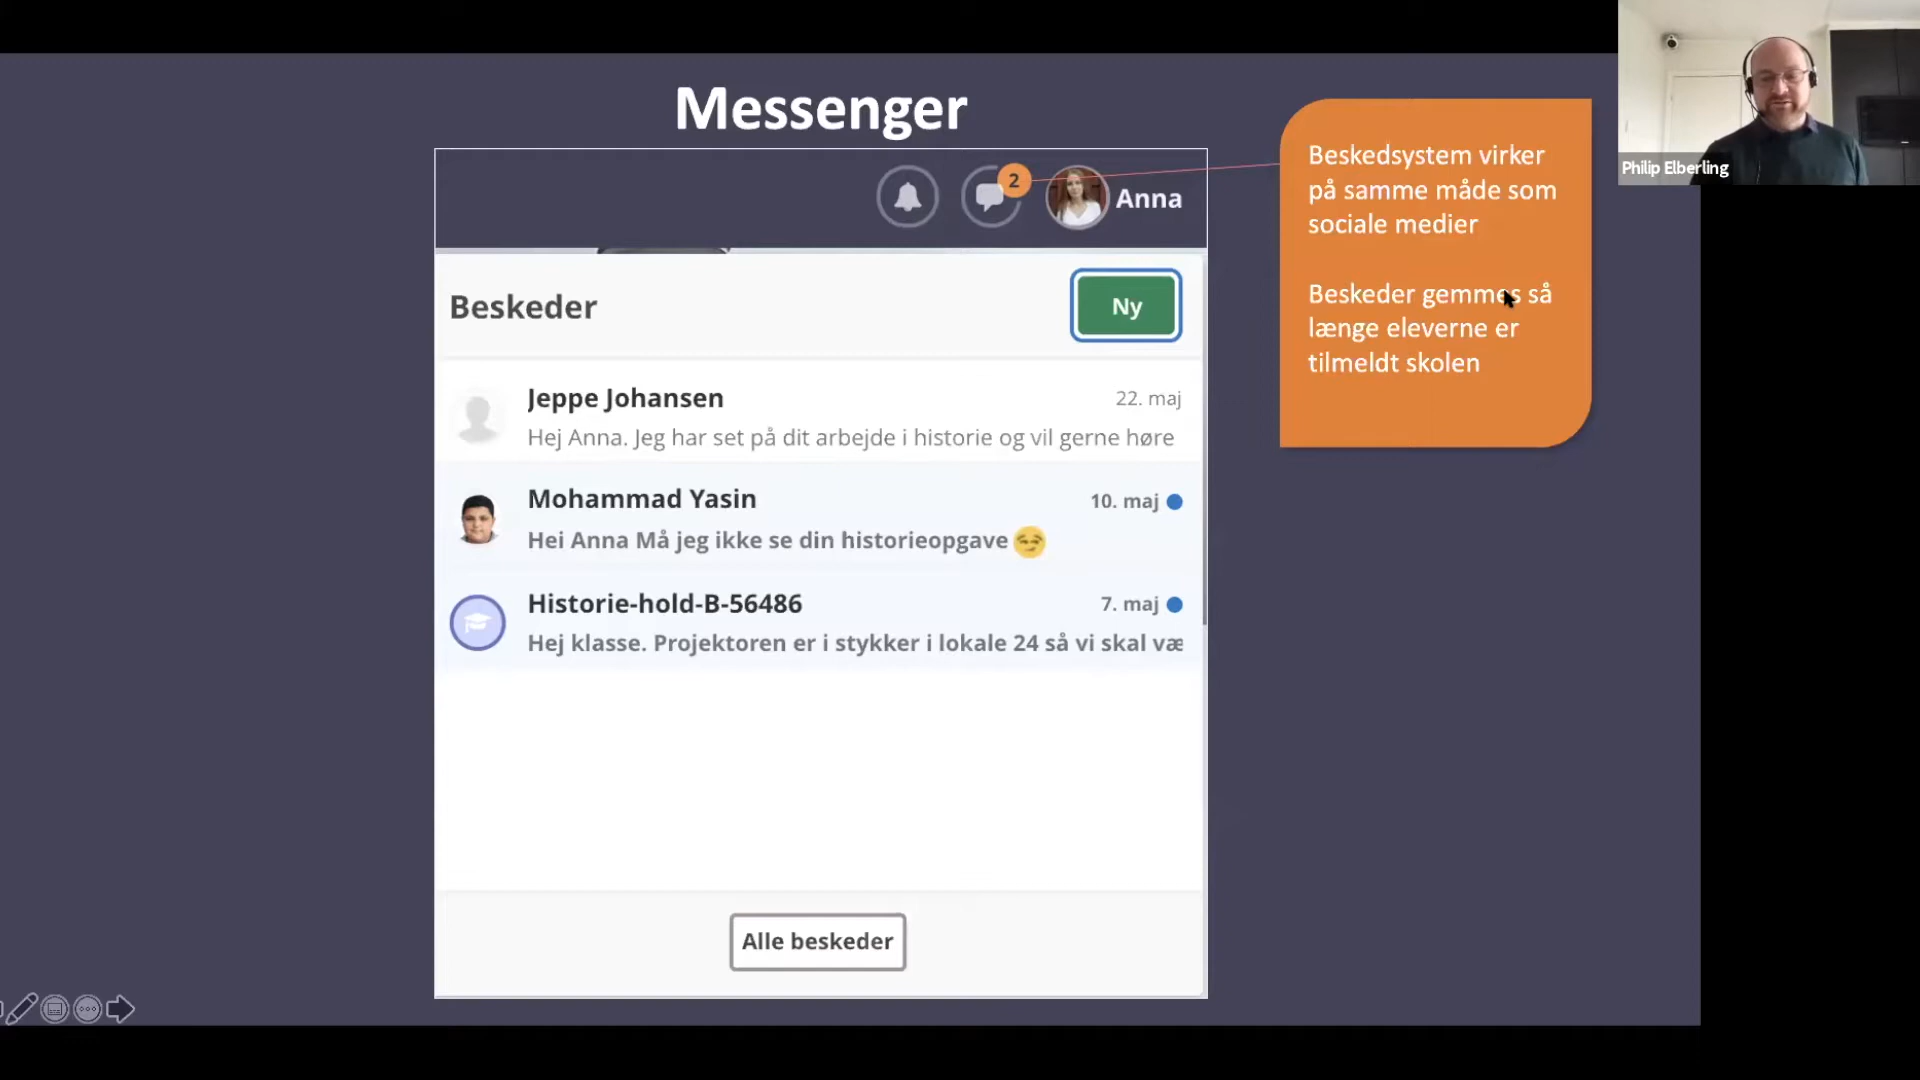 Messenger
2
Anna
Beskeder
Ny
Jeppe Johansen
22. maj
Hej Anna. Jeg har set på dit arbejde i historie og vil gerne høre
Mohammad Yasin
10. maj
Hei Anna Må jeg ikke se din historieopgave
Historie-hold-B-56486
7. maj
Hej klasse. Projektoren er i stykker i lokale 24 så vi skal væ
Alle beskeder
Beskedsystem virker
på samme måde som
sociale medier
Beskeder gemmes så
længe eleverne er
tilmeldt skolen
Philip Elberling